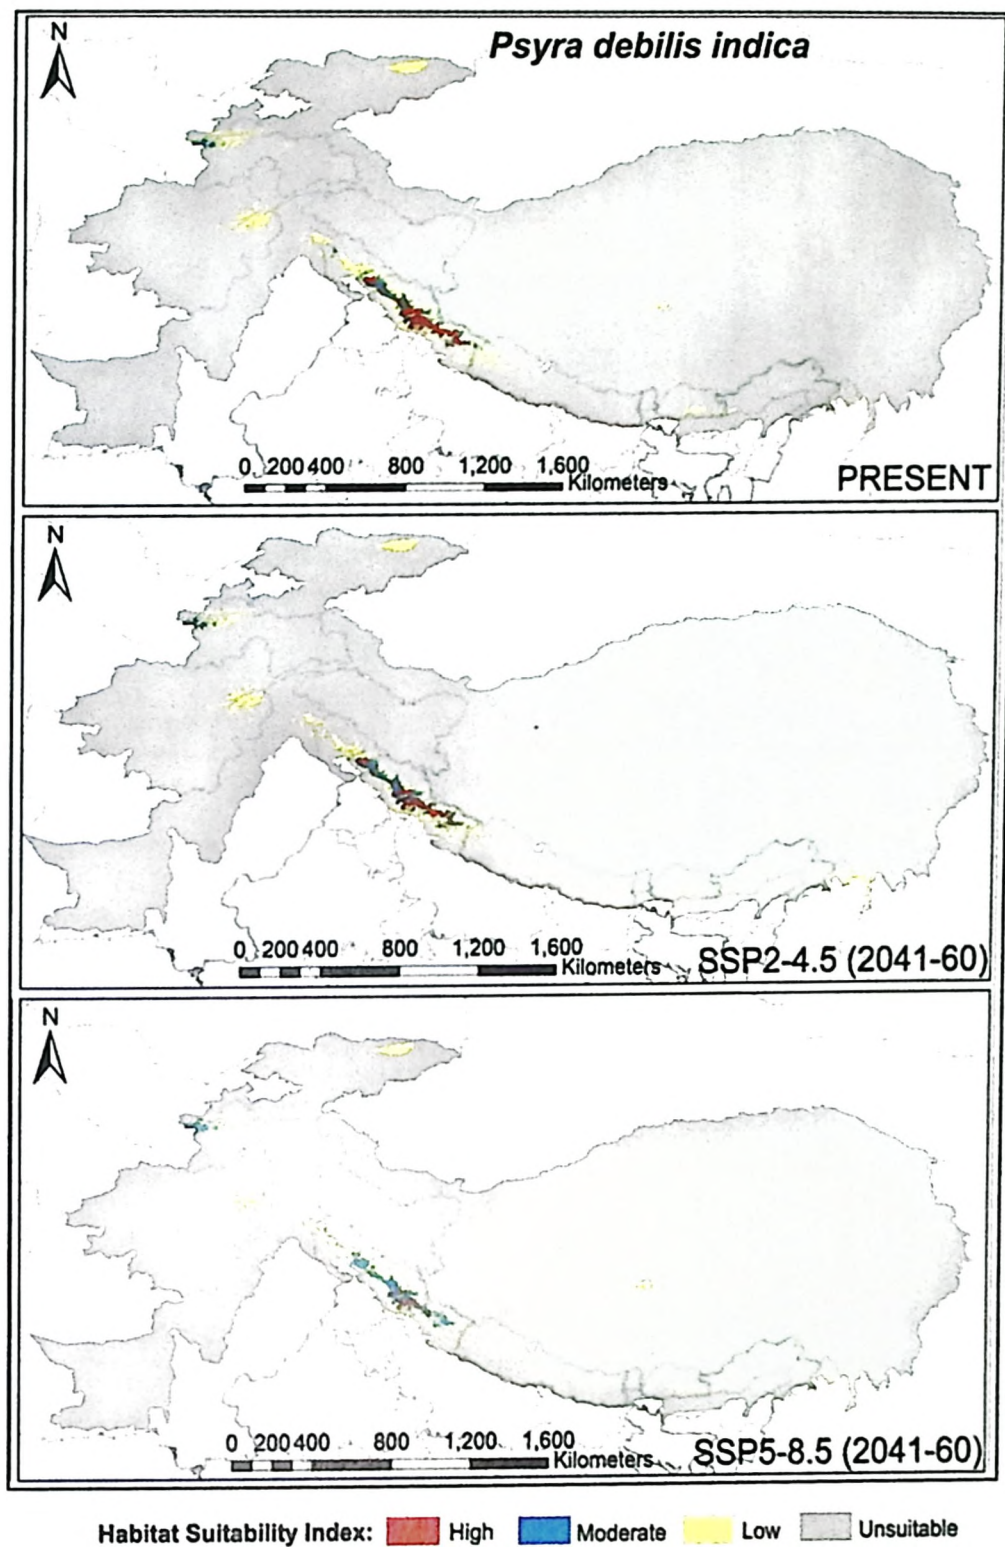 N
Psyra debilis indica
0 200 400 800 1,200 1,600
Kilometers
PRESENT
N
0 200 400 800 1,200 1,600
Kilometers
SSP2-4.5 (2041-60)
N
0 200 400 800 1,200 1,600
Kilometers
SSP5-8.5 (2041-60)
Habitat Suitability Index: High Moderate Low Unsuitable